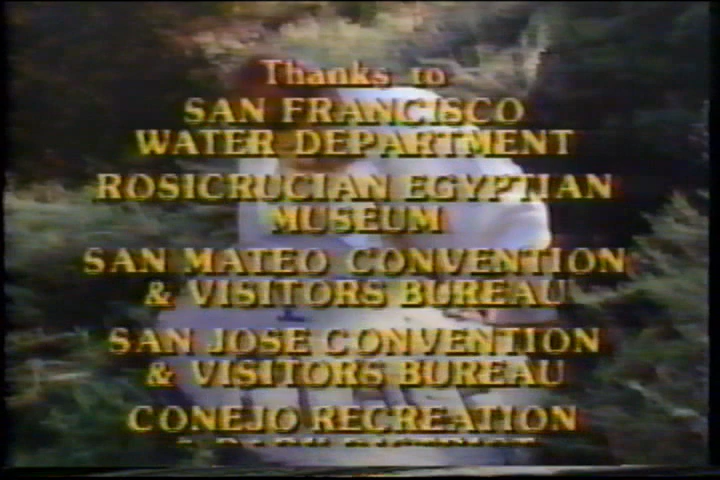 Thanks to
SAN FRANCISCO
WATER DEPARTMENT
ROSICRUCIAN EGYPTIAN
MUSEUM
SAN MATEO CONVENTION
& VISITORS BUREAU
SAN JOSE CONVENTION
& VISITORS BUREAU
CONEJO RECREATION